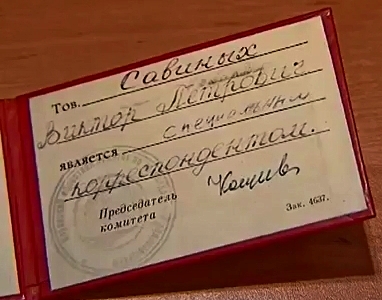 Тов. Савиных
Виктор Петрович
является специальным
корреспондентом.
Председатель
комитета
Зак. 4637.